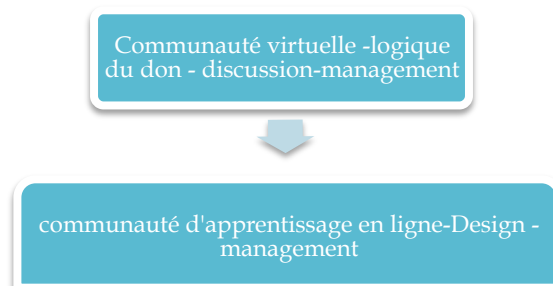 Communauté virtuelle -logique
du don - discussion-management
communauté d'apprentissage en ligne-Design -
management